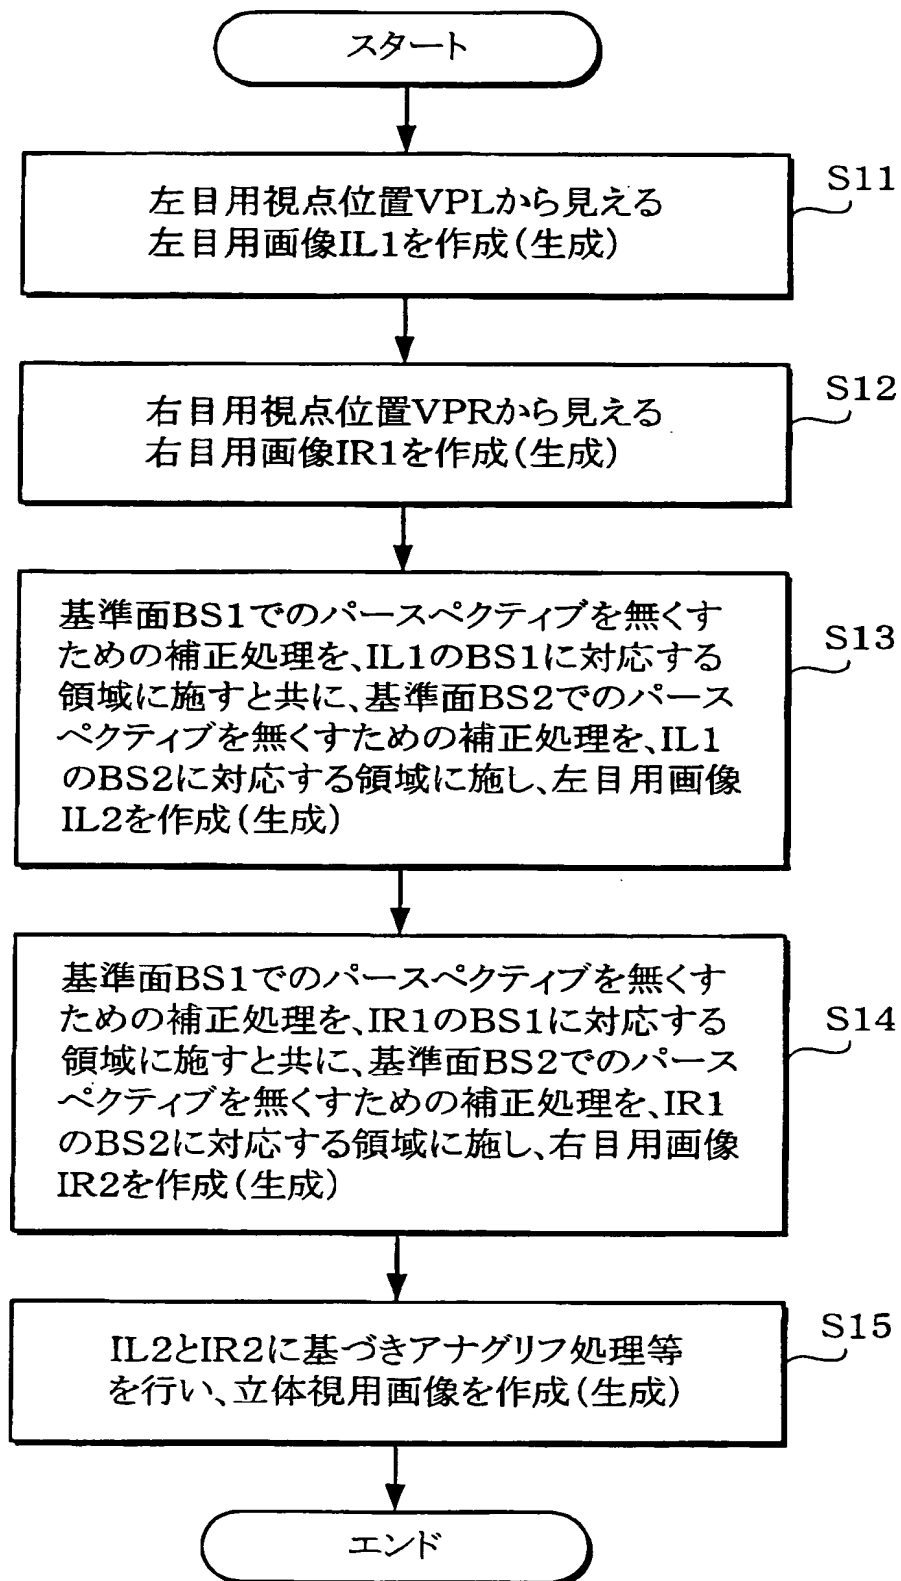 スタート
S11
左目用視点位置VPLから見える
左目用画像IL1を作成(生成)
S12
右目用視点位置VPRから見える
右目用画像IR1を作成(生成)
S13
基準面BS1でのパースペクティブを無くす
ための補正処理を、IL1のBS1に対応する
領域に施すと共に、基準面BS2でのパース
ペクティブを無くすための補正処理を、IL1
のBS2に対応する領域に施し、左目用画像
IL2を作成(生成)
S14
基準面BS1でのパースペクティブを無くす
ための補正処理を、IR1のBS1に対応する
領域に施すと共に、基準面BS2でのパース
ペクティブを無くすための補正処理を、IR1
のBS2に対応する領域に施し、右目用画像
IR2を作成(生成)
S15
IL2とIR2に基づきアナグリフ処理等
を行い、立体視用画像を作成(生成)
エンド